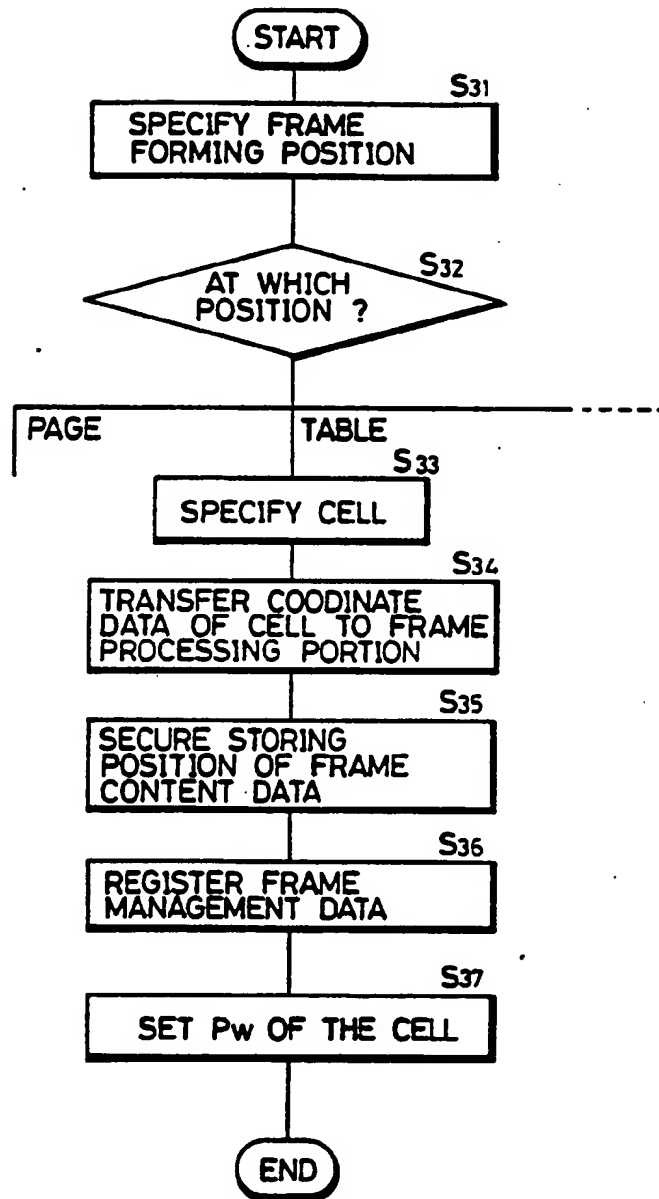 START
S31
SPECIFY FRAME
FORMING POSITION
S32
AT WHICH
POSITION ?
PAGE
TABLE
S33
SPECIFY CELL
S34
TRANSFER COODINATE
DATA OF CELL TO FRAME
PROCESSING PORTION
S35
SECURE STORING
POSITION OF FRAME
CONTENT DATA
S36
REGISTER FRAME
MANAGEMENT DATA
S37
SET Pw OF THE CELL
END